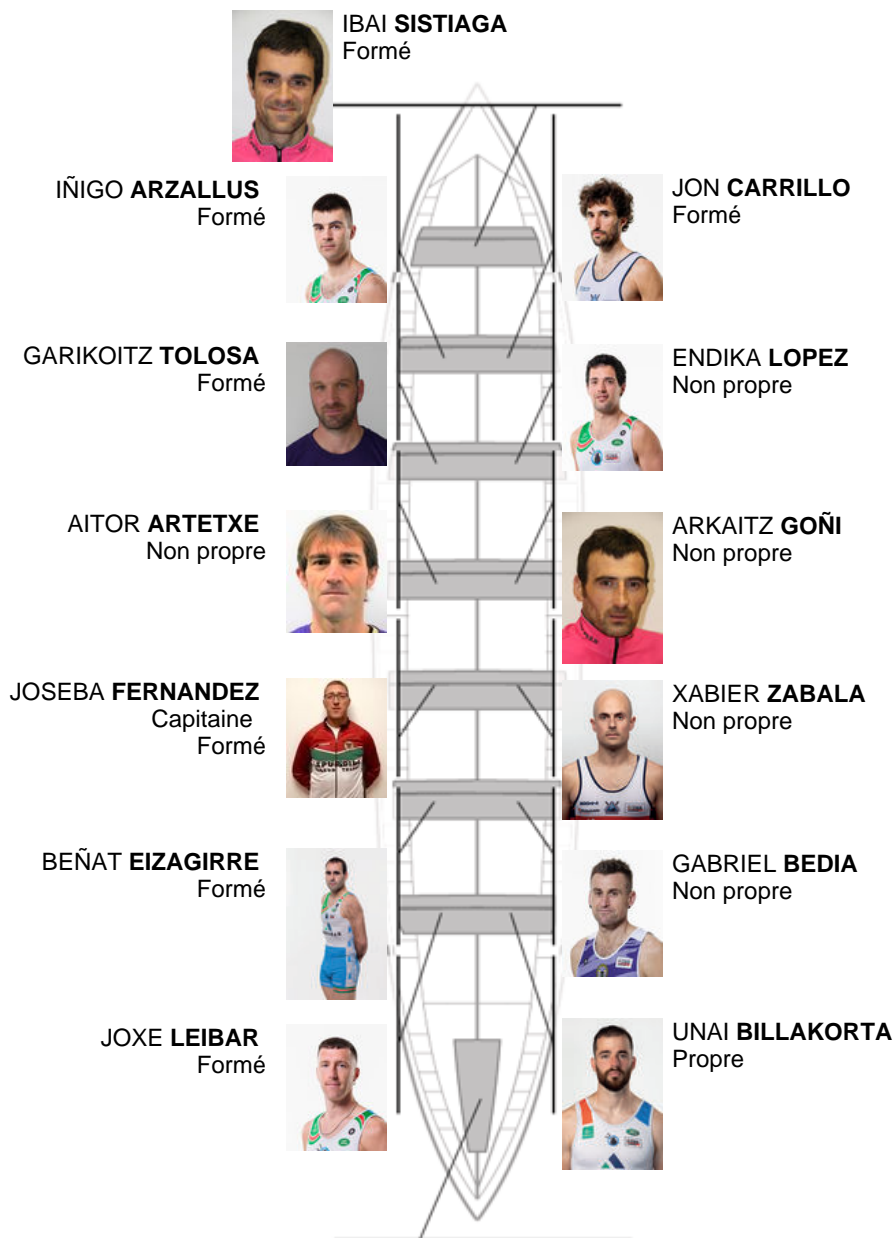 IBAI SISTIAGA
Formé
IÑIGO ARZALLUS
Formé
JON CARRILLO
Formé
GARIKOITZ TOLOSA
Formé
ENDIKA LOPEZ
Non propre
AITOR ARTETXE
Non propre
ARKAITZ GOÑI
Non propre
JOSEBA FERNANDEZ
Capitaine
Formé
XABIER ZABALA
Non propre
BEÑAT EIZAGIRRE
Formé
GABRIEL BEDIA
Non propre
JOXE LEIBAR
Formé
UNAI BILLAKORTA
Propre